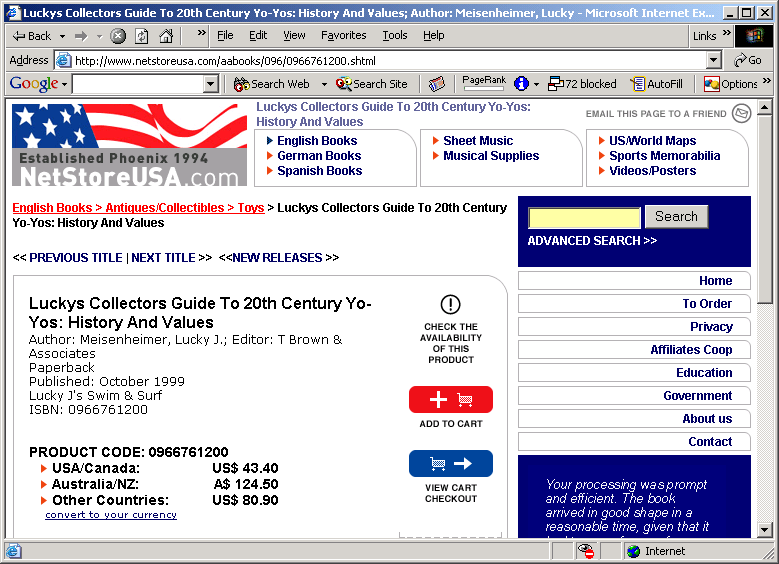 Luckys Collectors Guide To 20th Century Yo-Yos: History And Values; Author: Meisenheimer, Lucky - Microsoft Internet Ex...
Back
»
File Edit View Favorites Tools Help
Links »
Address http://www.netstoreusa.com/aabooks/096/0966761200.shtml
Go
Google
Search Web
Search Site
PageRank
72 blocked
AutoFill
Options
»
Luckys Collectors Guide To 20th Century Yo-Yos:
History And Values
EMAIL THIS PAGE TO A FRIEND
Established Phoenix 1994
NetStoreUSA.com
English Books
German Books
Spanish Books
Sheet Music
Musical Supplies
US/World Maps
Sports Memorabilia
Videos/Posters
English Books > Antiques/Collectibles > Toys > Luckys Collectors Guide To 20th Century
Yo-Yos: History And Values
<< PREVIOUS TITLE | NEXT TITLE >> <<NEW RELEASES >>
Search
ADVANCED SEARCH >>
Luckys Collectors Guide To 20th Century Yo-
Yos: History And Values
Author: Meisenheimer, Lucky J.; Editor: T Brown &
Associates
Paperback
Published: October 1999
Lucky J's Swim & Surf
ISBN: 0966761200
PRODUCT CODE: 0966761200
USA/Canada: US$ 43.40
Australia/NZ: A$ 124.50
Other Countries: US$ 80.90
convert to your currency
CHECK THE
AVAILABILITY
OF THIS
PRODUCT
ADD TO CART
VIEW CART
CHECKOUT
Home
To Order
Privacy
Affiliates Coop
Education
Government
About us
Contact
Your processing was prompt
and efficient. The book
arrived in good shape in a
reasonable time, given that it
Internet